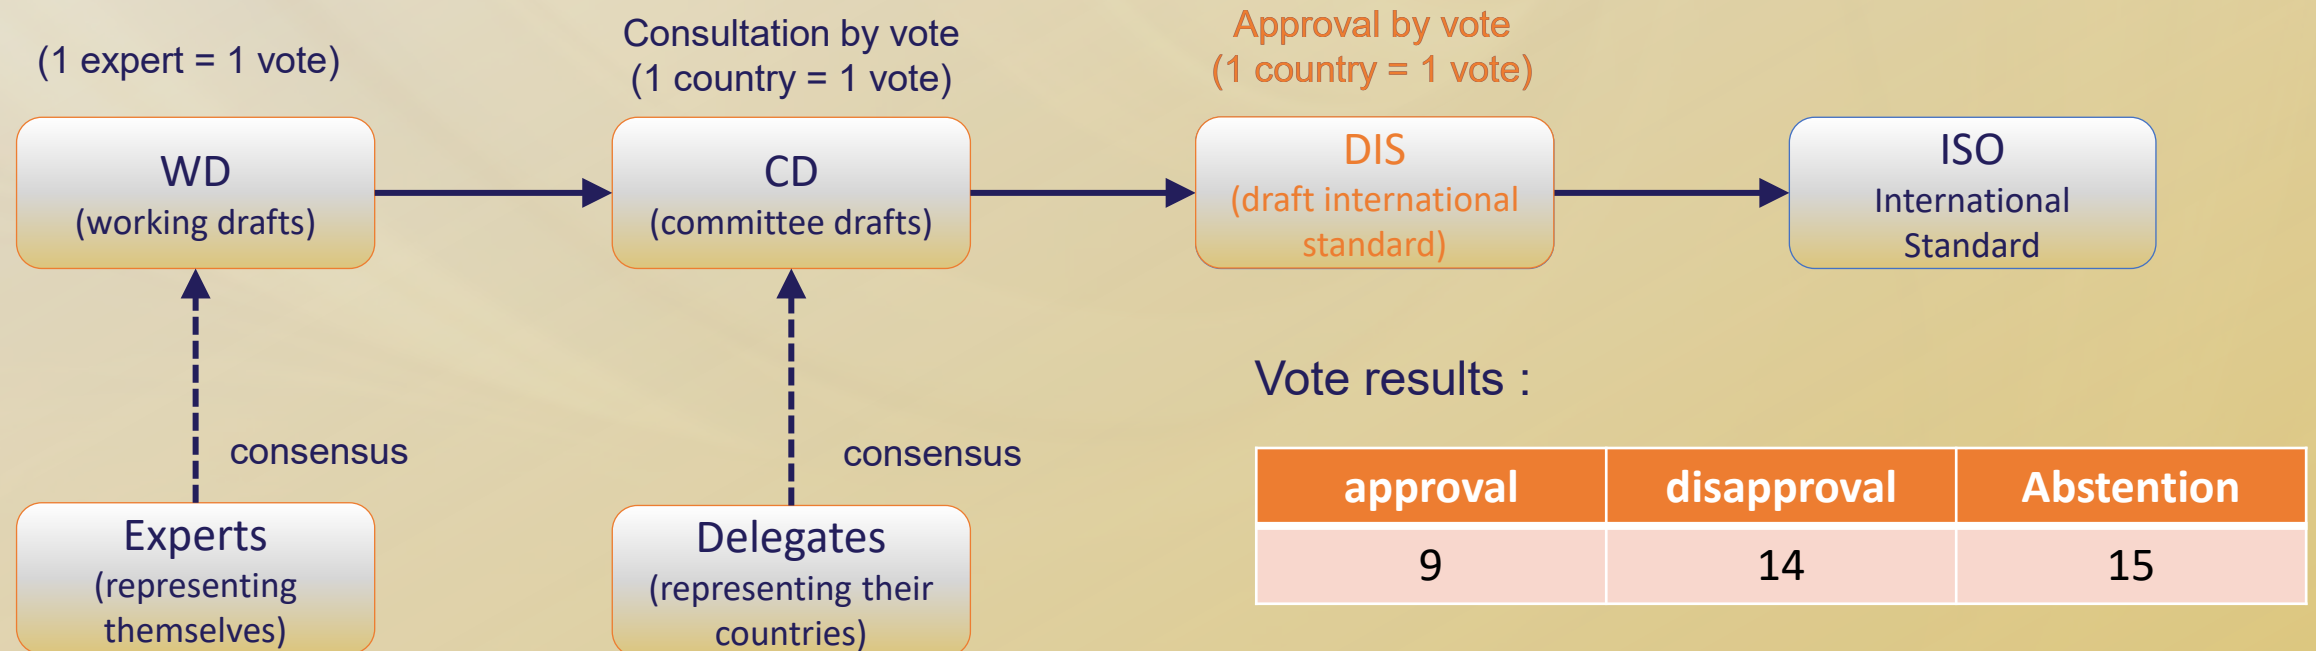 (1 expert = 1 vote)
Consultation by vote
(1 country = 1 vote)
Approval by vote
(1 country = 1 vote)
WD
(working drafts)
CD
(committee drafts)
DIS
(draft international
standard)
ISO
International
Standard
consensus
consensus
Experts
(representing
themselves)
Delegates
(representing their
countries)
Vote results :
approval
disapproval
Abstention
9
14
15